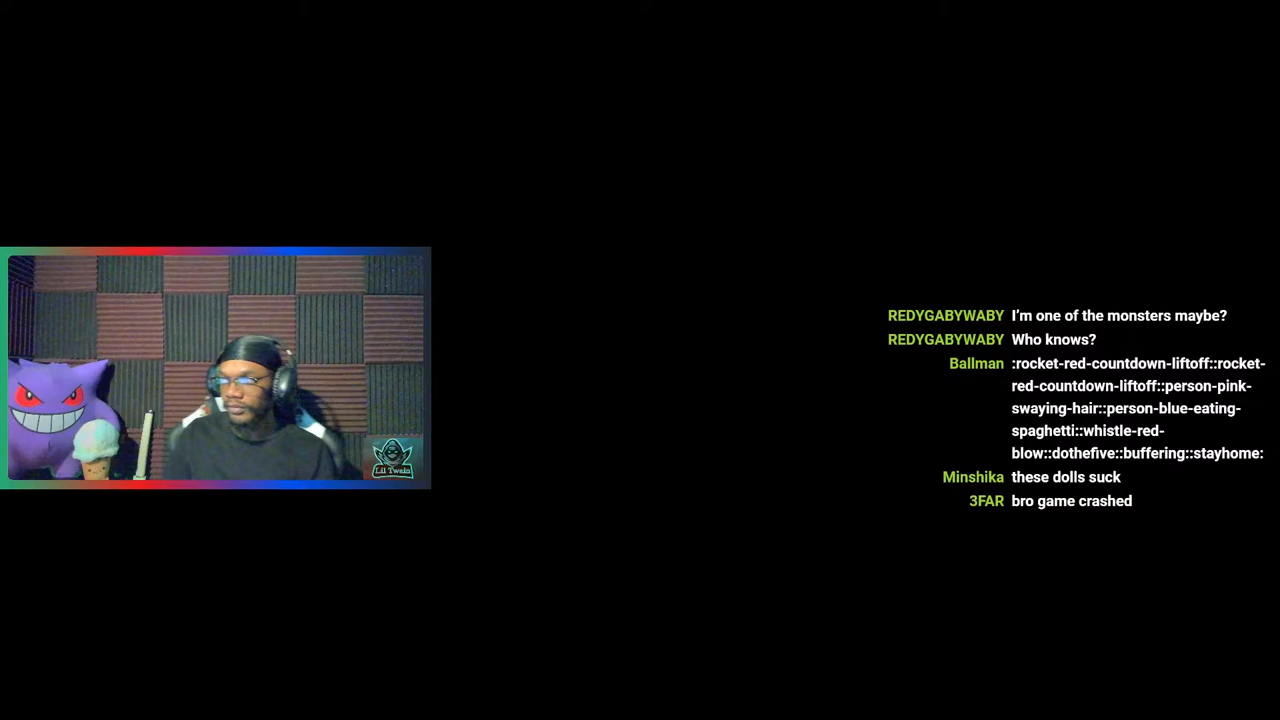 REDYGABYWABY I’m one of the monsters maybe?
REDYGABYWABY Who knows?
Ballman :rocket-red-countdown-liftoff::rocket-
red-countdown-liftoff::person-pink-
swaying-hair::person-blue-eating-
spaghetti::whistle-red-
blow::dothefive::buffering::stayhome:
Lil Twain
Minshika these dolls suck
3FAR bro game crashed